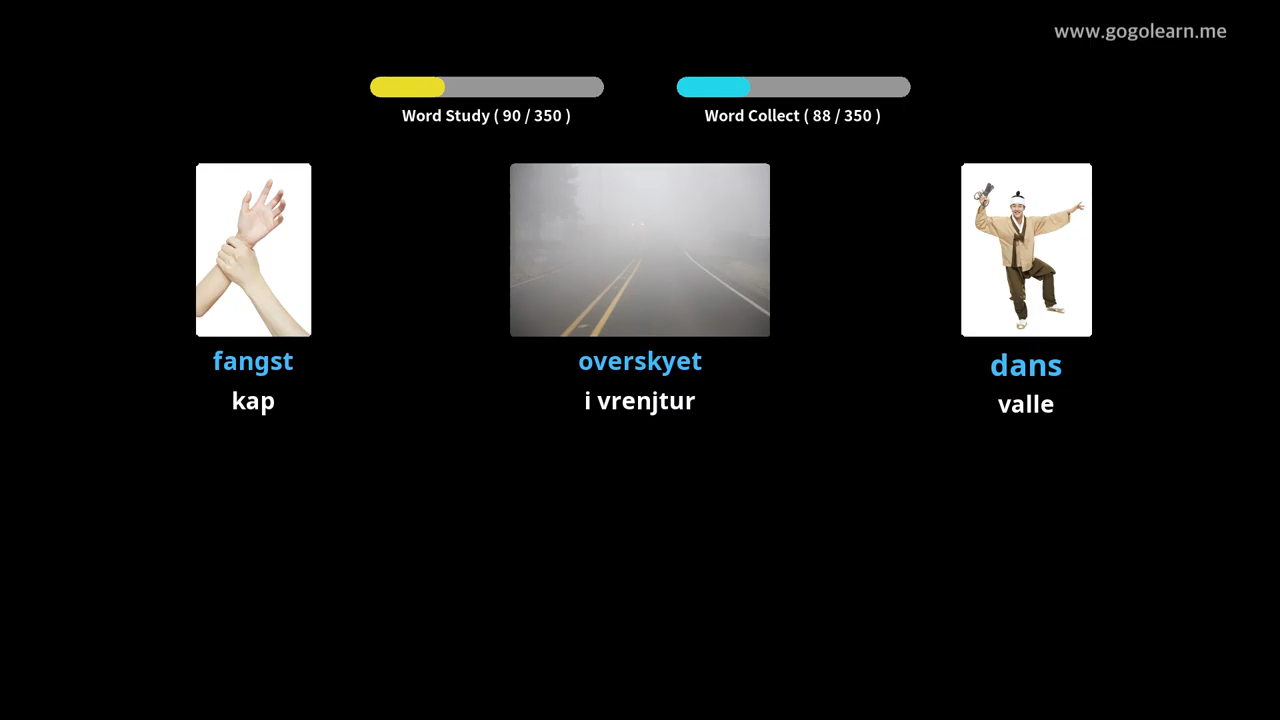 www.gogolearn.me
Word Study ( 90 / 350 )
Word Collect ( 88 / 350 )
fangst
kap
overskyet
i vrenjtur
dans
valle